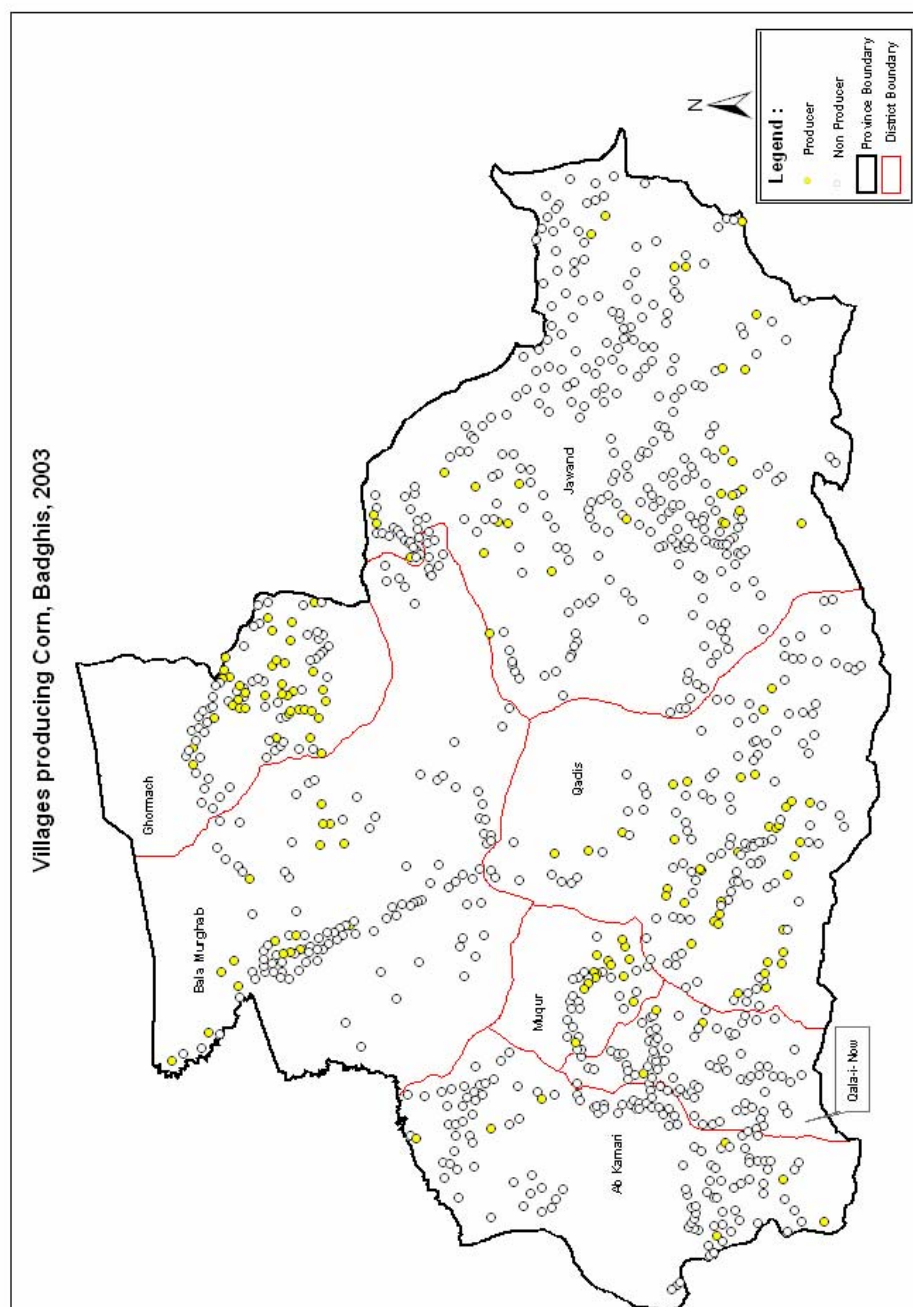 Villages producing Corn, Badghis, 2003
Ghormach
Bala Murghab
Jawand
Qadis
Muqur
Ab Kamari
Qala-i-Now
N
Legend :
Producer
Non Producer
Province Boundary
District Boundary